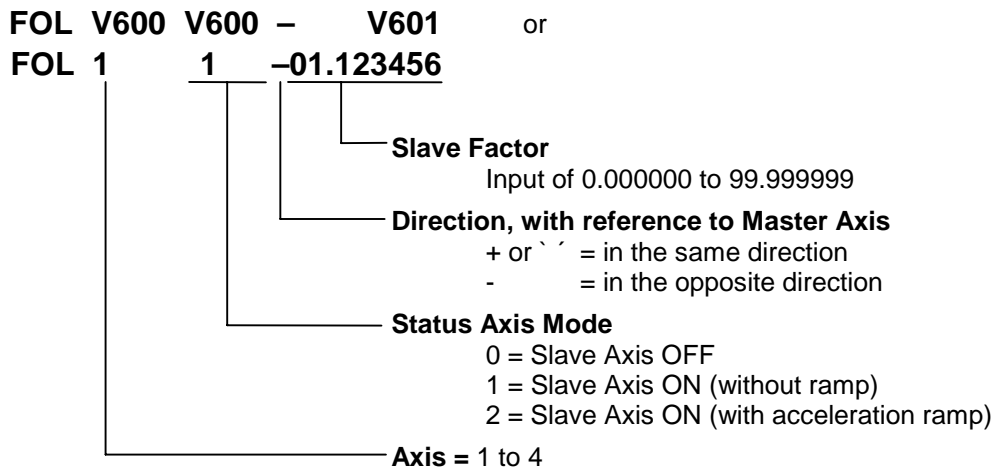 FOL V600 V600 – V601 or
FOL 1 1 –01.123456
Slave Factor
Input of 0.000000 to 99.999999
Direction, with reference to Master Axis
+ or ` ´ = in the same direction
- = in the opposite direction
Status Axis Mode
0 = Slave Axis OFF
1 = Slave Axis ON (without ramp)
2 = Slave Axis ON (with acceleration ramp)
Axis = 1 to 4